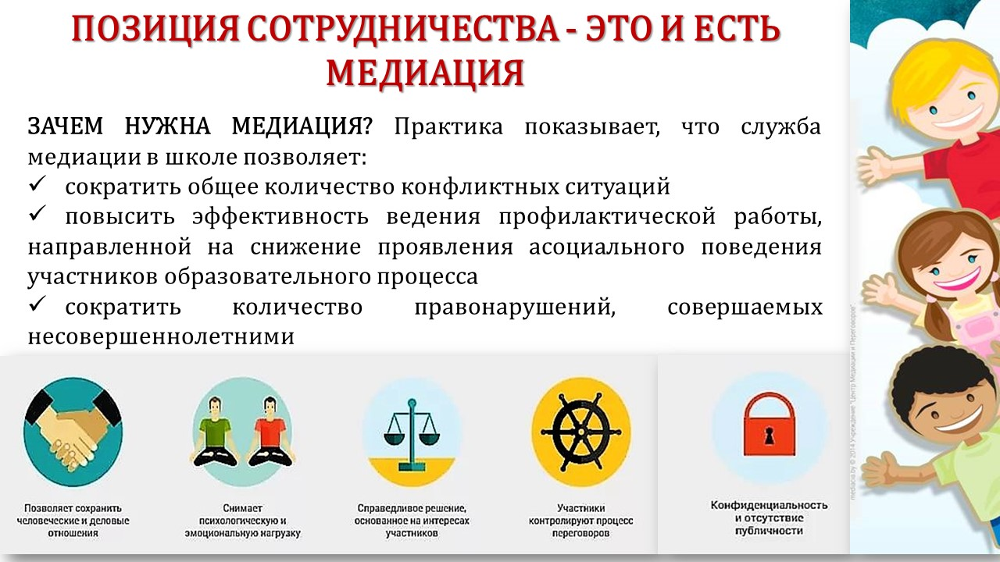 ПОЗИЦИЯ СОТРУДНИЧЕСТВА - ЭТО И ЕСТЬ
МЕДИАЦИЯ
ЗАЧЕМ НУЖНА МЕДИАЦИЯ? Практика показывает, что служба
медиации в школе позволяет:
✓ сократить общее количество конфликтных ситуаций
✓ повысить эффективность ведения профилактической работы,
направленной на снижение проявления асоциального поведения
участников образовательного процесса
✓ сократить количество правонарушений, совершаемых
несовершеннолетними
Позволяет сохранить
человеческие и деловые
отношения
Снимает
психологическую и
эмоциональную нагрузку
Справедливое решение,
основанное на интересах
участников
Участники
контролируют процесс
переговоров
Конфиденциальность
и отсутствие
публичности
mediacia.by © 2014 Учреждение "Центр Медиации и Переговоров".